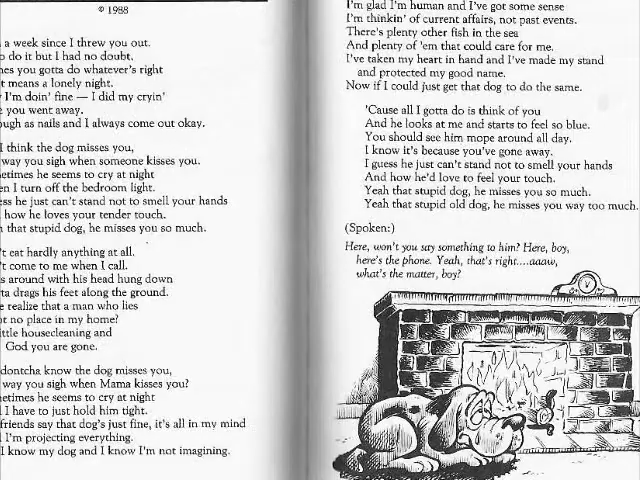 © 1988
a week since I threw you out.
do it but I had no doubt.
you gotta do whatever's right
means a lonely night.
I'm doin' fine — I did my cryin'
you went away.
as nails and I always come out okay.
I think the dog misses you,
way you sigh when someone kisses you.
he seems to cry at night
I turn off the bedroom light.
he just can't stand not to smell your hands
how he loves your tender touch.
that stupid dog, he misses you so much.
eat hardly anything at all.
come to me when I call.
around with his head hung down
drags his feet along the ground.
realize that a man who lies
no place in my home?
housecleaning and
God you are gone.
dontcha know the dog misses you,
way you sigh when Mama kisses you?
he seems to cry at night
I have to just hold him tight.
friends say that dog's just fine, it's all in my mind
I'm projecting everything.
I know my dog and I know I'm not imagining.
I'm glad I'm human and I've got some sense
I'm thinkin' of current affairs, not past events.
There's plenty other fish in the sea
And plenty of 'em that could care for me.
I've taken my heart in hand and I've made my stand
and protected my good name.
Now if I could just get that dog to do the same.
'Cause all I gotta do is think of you
And he looks at me and starts to feel so blue.
You should see him mope around all day.
I know it's because you've gone away.
I guess he just can't stand not to smell your hands
And how he'd love to feel your touch.
Yeah that stupid dog, he misses you so much.
Yeah that stupid old dog, he misses you way too much.
(Spoken:)
Here, won't you say something to him? Here, boy,
here's the phone. Yeah, that's right....aaaw,
what's the matter, boy?